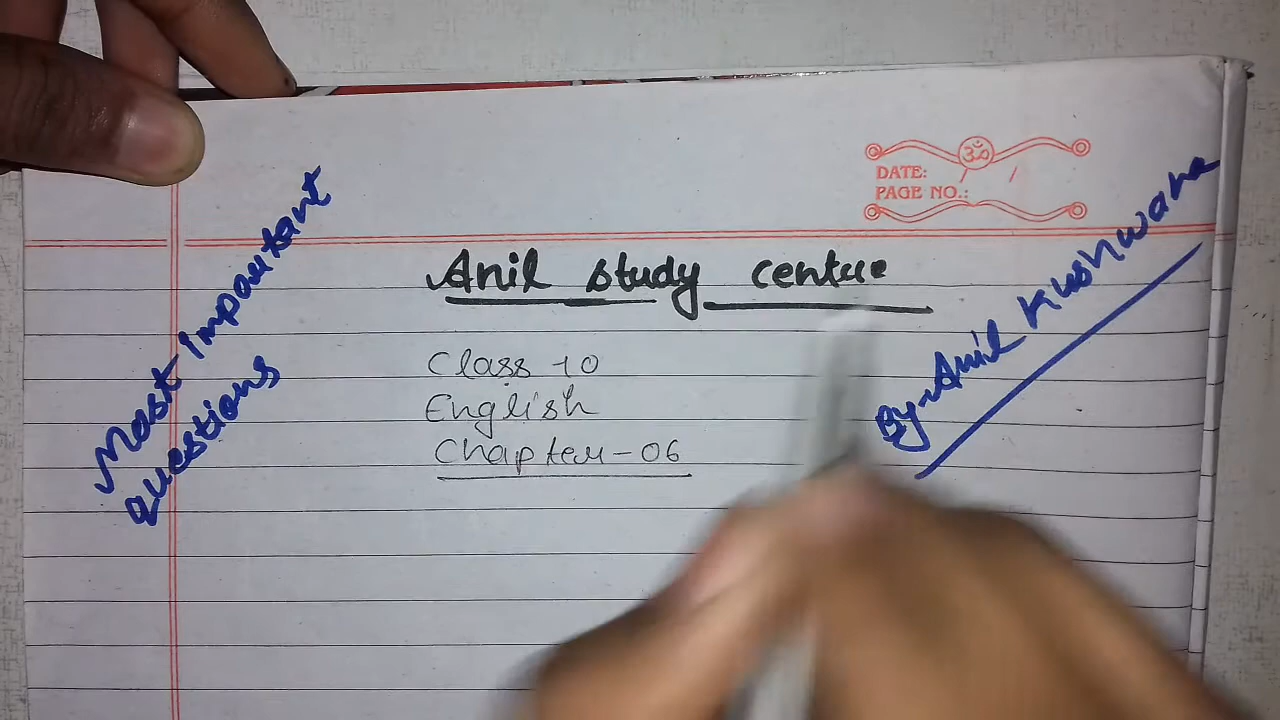 ॐ
DATE: / /
PAGE NO.:
Anil study centre
Class 10
English
Chapter-06
Most Important
Questions
By-Anil Kushwaha